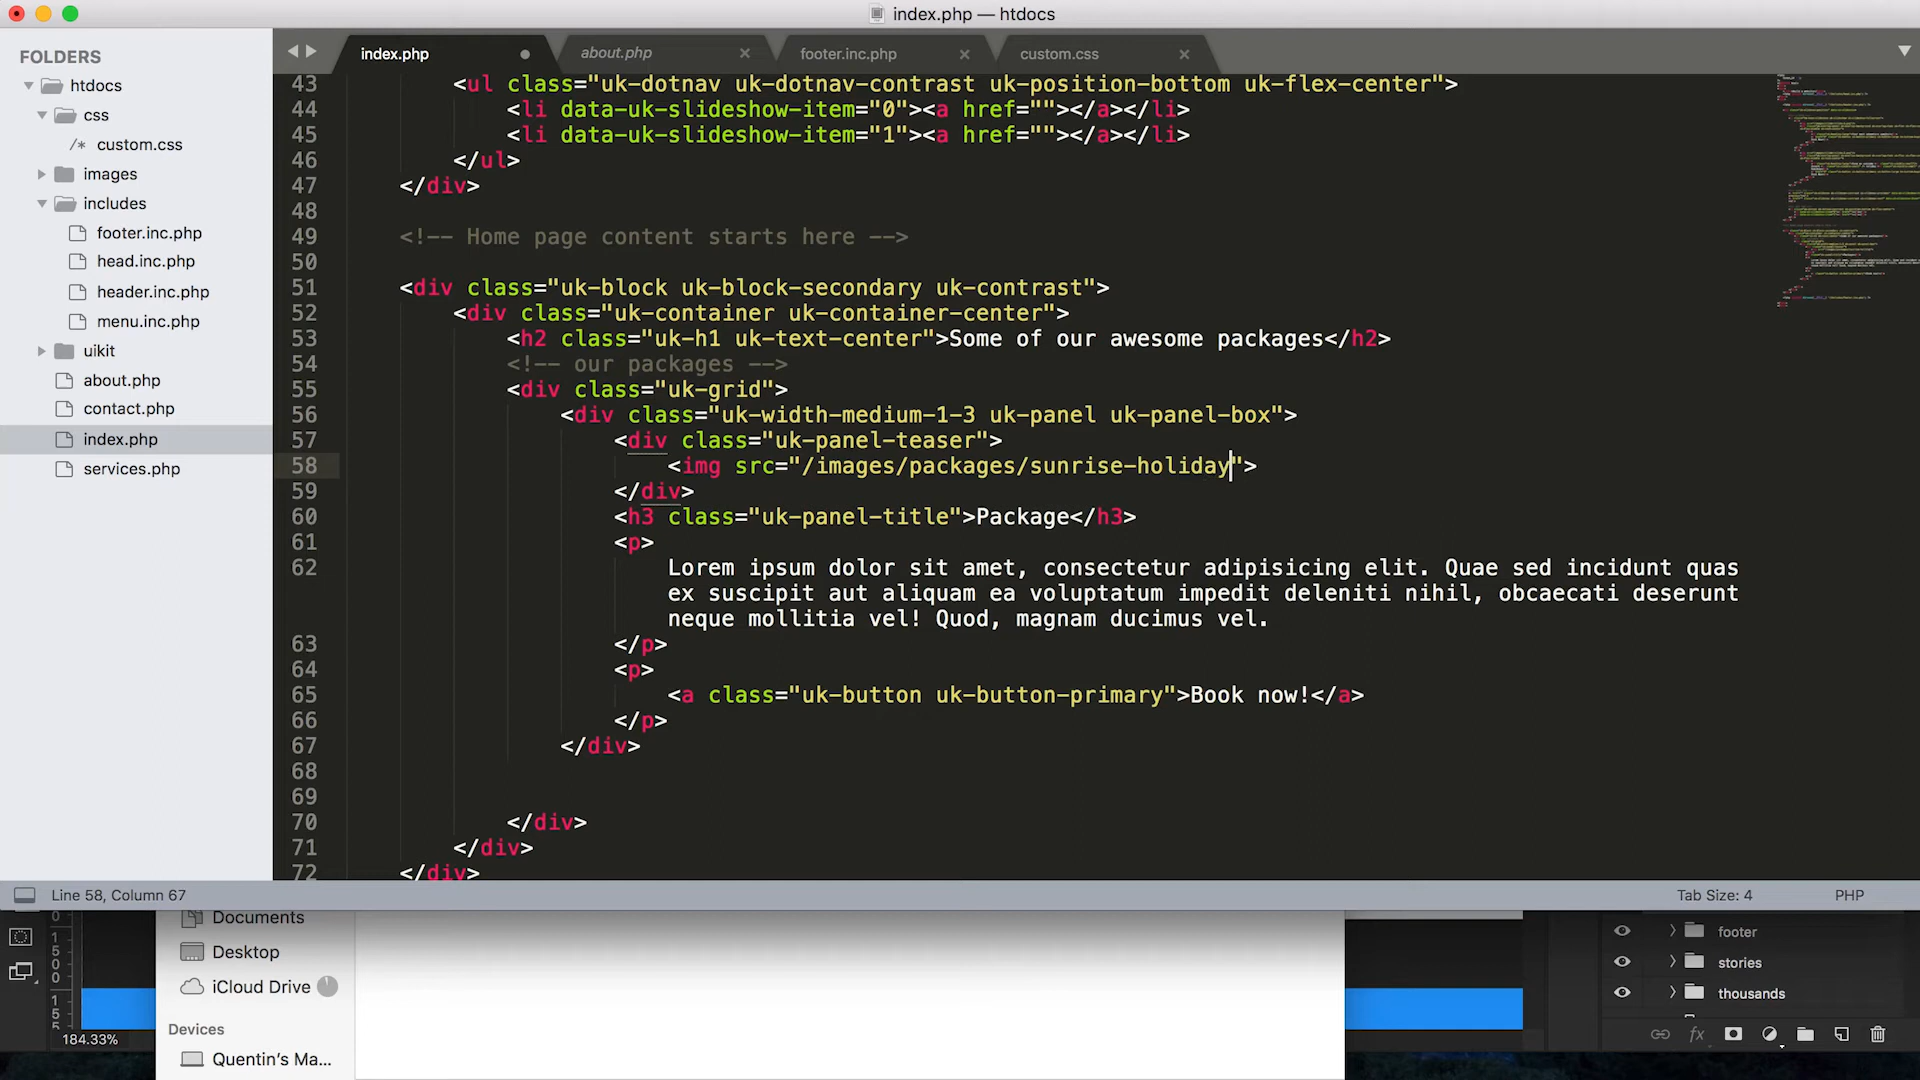 index.php — htdocs
FOLDERS
htdocs
css
/* custom.css
images
includes
footer.inc.php
head.inc.php
header.inc.php
menu.inc.php
uikit
about.php
contact.php
index.php
services.php
index.php
about.php
footer.inc.php
custom.css
43 <ul class="uk-dotnav uk-dotnav-contrast uk-position-bottom uk-flex-center">
44 <li data-uk-slideshow-item="0"><a href=""></a></li>
45 <li data-uk-slideshow-item="1"><a href=""></a></li>
46 </ul>
47 </div>
48
49 <!-- Home page content starts here -->
50
51 <div class="uk-block uk-block-secondary uk-contrast">
52 <div class="uk-container uk-container-center">
53 <h2 class="uk-h1 uk-text-center">Some of our awesome packages</h2>
54 <!-- our packages -->
55 <div class="uk-grid">
56 <div class="uk-width-medium-1-3 uk-panel uk-panel-box">
57 <div class="uk-panel-teaser">
58 <img src="/images/packages/sunrise-holiday">
59 </div>
60 <h3 class="uk-panel-title">Package</h3>
61 <p>
62 Lorem ipsum dolor sit amet, consectetur adipisicing elit. Quae sed incidunt quas
ex suscipit aut aliquam ea voluptatum impedit deleniti nihil, obcaecati deserunt
neque mollitia vel! Quod, magnam ducimus vel.
63 </p>
64 <p>
65 <a class="uk-button uk-button-primary">Book now!</a>
66 </p>
67 </div>
68
69
70 </div>
71 </div>
72 </div>
Line 58, Column 67
Tab Size: 4
PHP
Documents
Desktop
iCloud Drive
Devices
Quentin's Ma...
184.33%
footer
stories
thousands
fx